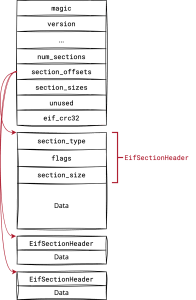 magic
version
...
num_sections
section_offsets
section_sizes
unused
eif_crc32
section_type
flags
EifSectionHeader
section_size
Data
EifSectionHeader
Data
EifSectionHeader
Data